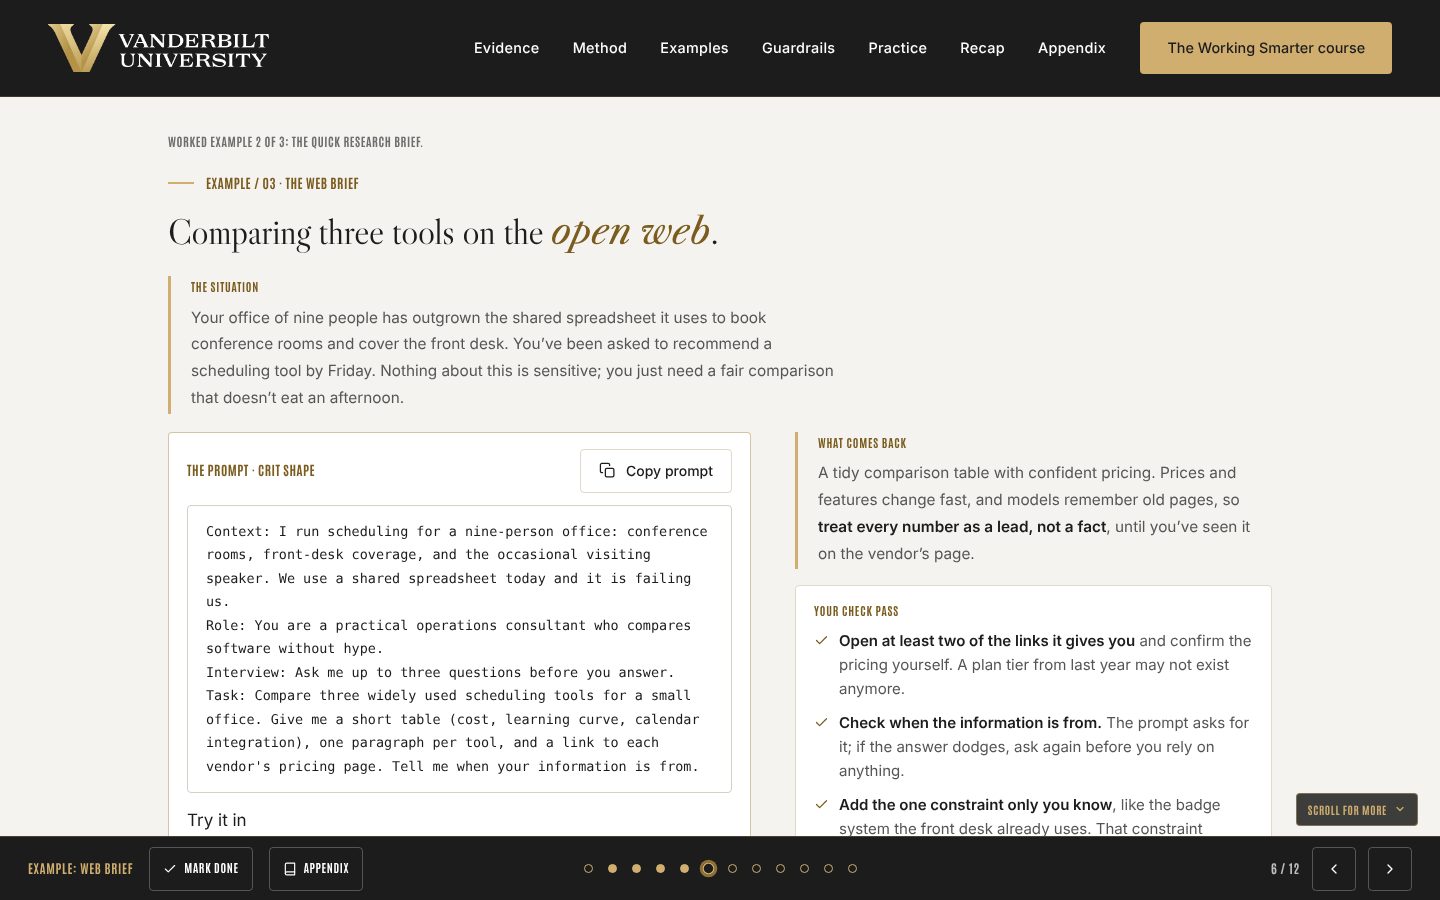 VANDERBILT
UNIVERSITY
Evidence
Method
Examples
Guardrails
Practice
Recap
Appendix
The Working Smarter course
WORKED EXAMPLE 2 OF 3: THE QUICK RESEARCH BRIEF.
EXAMPLE / 03 · THE WEB BRIEF
Comparing three tools on the open web.
THE SITUATION
Your office of nine people has outgrown the shared spreadsheet it uses to book
conference rooms and cover the front desk. You’ve been asked to recommend a
scheduling tool by Friday. Nothing about this is sensitive; you just need a fair comparison
that doesn’t eat an afternoon.
THE PROMPT · CRIT SHAPE
Copy prompt
Context: I run scheduling for a nine-person office: conference
rooms, front-desk coverage, and the occasional visiting
speaker. We use a shared spreadsheet today and it is failing
us.
Role: You are a practical operations consultant who compares
software without hype.
Interview: Ask me up to three questions before you answer.
Task: Compare three widely used scheduling tools for a small
office. Give me a short table (cost, learning curve, calendar
integration), one paragraph per tool, and a link to each
vendor's pricing page. Tell me when your information is from.
Try it in
WHAT COMES BACK
A tidy comparison table with confident pricing. Prices and
features change fast, and models remember old pages, so
treat every number as a lead, not a fact, until you’ve seen it
on the vendor’s page.
YOUR CHECK PASS
Open at least two of the links it gives you and confirm the
pricing yourself. A plan tier from last year may not exist
anymore.
Check when the information is from. The prompt asks for
it; if the answer dodges, ask again before you rely on
anything.
Add the one constraint only you know, like the badge
system the front desk already uses. That constraint
SCROLL FOR MORE
EXAMPLE: WEB BRIEF
MARK DONE
APPENDIX
6 / 12